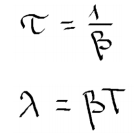 τ = 1/β
λ = βT